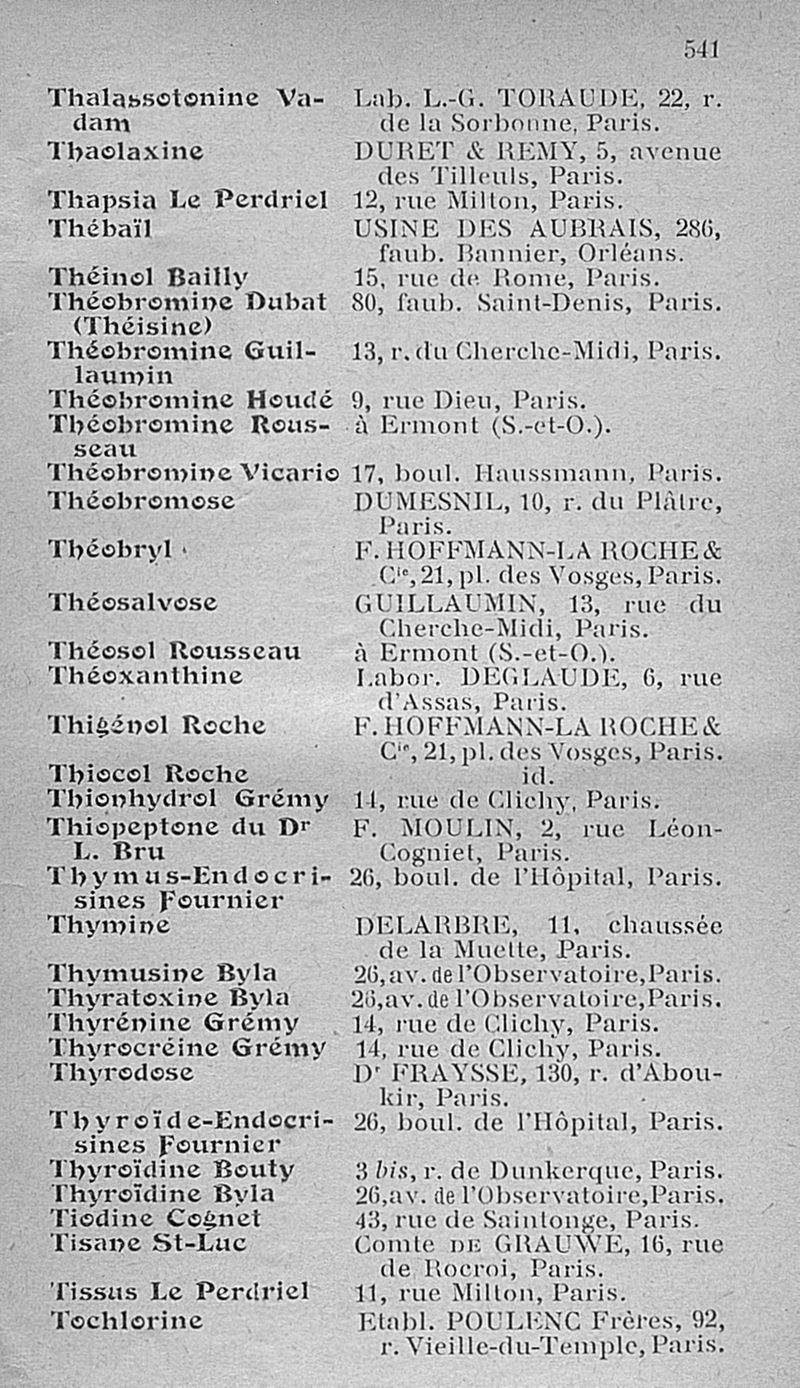 541
Thalassotonine Va- Lab. L.-G. TORAUDE, 22, r.
dam de la Sorbonne, Paris.
Thaolaxine DURET & REMY, 5, avenue
des Tilleuls, Paris.
Thapsia Le Perdriel 12, rue Milton, Paris.
Thébaïl USINE DES AUBRAIS, 286,
faub. Bannier, Orléans.
Théinol Bailly 15, rue de Rome, Paris.
Théobromine Dubat 80, faub. Saint-Denis, Paris.
(Théisine)
Théobromine Guil- 13, r. du Cherche-Midi, Paris.
laumin
Théobromine Houdé 9, rue Dieu, Paris.
Théobromine Rous- à Ermont (S.-et-O.).
seau
Théobromine Vicario 17, boul. Haussmann, Paris.
Théobromose DUMESNIL, 10, r. du Plâtre,
Paris.
Théobryl F. HOFFMANN-LA ROCHE &
Cie, 21, pl. des Vosges, Paris.
Théosalvose GUILLAUMIN, 13, rue du
Cherche-Midi, Paris.
Théosol Rousseau à Ermont (S.-et-O.).
Théoxanthine Labor. DEGLAUDE, 6, rue
d'Assas, Paris.
Thigénol Roche F. HOFFMANN-LA ROCHE &
Cie, 21, pl. des Vosges, Paris.
Thiocol Roche id.
Thionhydrol Grémy 14, rue de Clichy, Paris.
Thiopeptone du Dr F. MOULIN, 2, rue Léon-
L. Bru Cogniet, Paris.
Thymus-Endocri- 26, boul. de l'Hôpital, Paris.
sines Fournier
Thymine DELARBRE, 11, chaussée
de la Muette, Paris.
Thymusine Byla 26, av. de l'Observatoire, Paris.
Thyratoxine Byla 26, av. de l'Observatoire, Paris.
Thyrénine Grémy 14, rue de Clichy, Paris.
Thyrocréine Grémy 14, rue de Clichy, Paris.
Thyrodose Dr FRAYSSE, 130, r. d'Abou-
kir, Paris.
Thyroïde-Endocri- 26, boul. de l'Hôpital, Paris.
sines Fournier
Thyroïdine Bouty 3 bis, r. de Dunkerque, Paris.
Thyroïdine Byla 26, av. de l'Observatoire, Paris.
Tiodine Cognet 43, rue de Saintonge, Paris.
Tisane St-Luc Comte DE GRAUWE, 16, rue
de Rocroi, Paris.
Tissus Le Perdriel 11, rue Milton, Paris.
Tochlorine Etabl. POULENC Frères, 92,
r. Vieille-du-Temple, Paris.